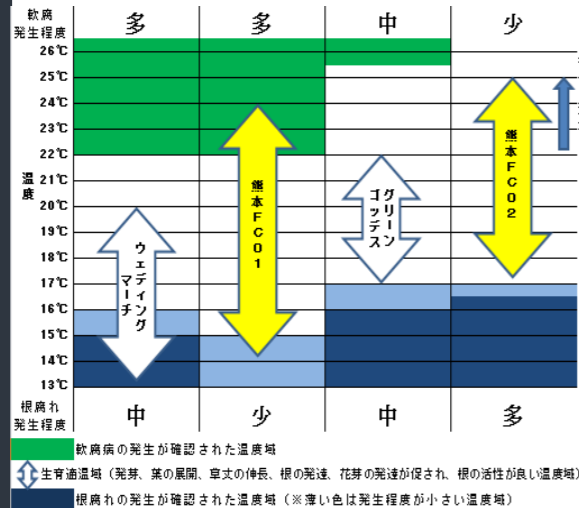 軟腐
発生程度
多
多
中
少
26℃
25℃
24℃
23℃
22℃
21℃
20℃
19℃
18℃
17℃
16℃
15℃
14℃
13℃
温度
ウェディング
マーチ
熊本FC01
グリーン
ゴッデス
熊本FC02
根腐れ
発生程度
中
少
中
多
軟腐病の発生が確認された温度域
生育適温域（発芽、葉の展開、草丈の伸長、根の発達、花芽の発達が促され、根の活性が良い温度域）
根腐れの発生が確認された温度域（※薄い色は発生程度が小さい温度域）